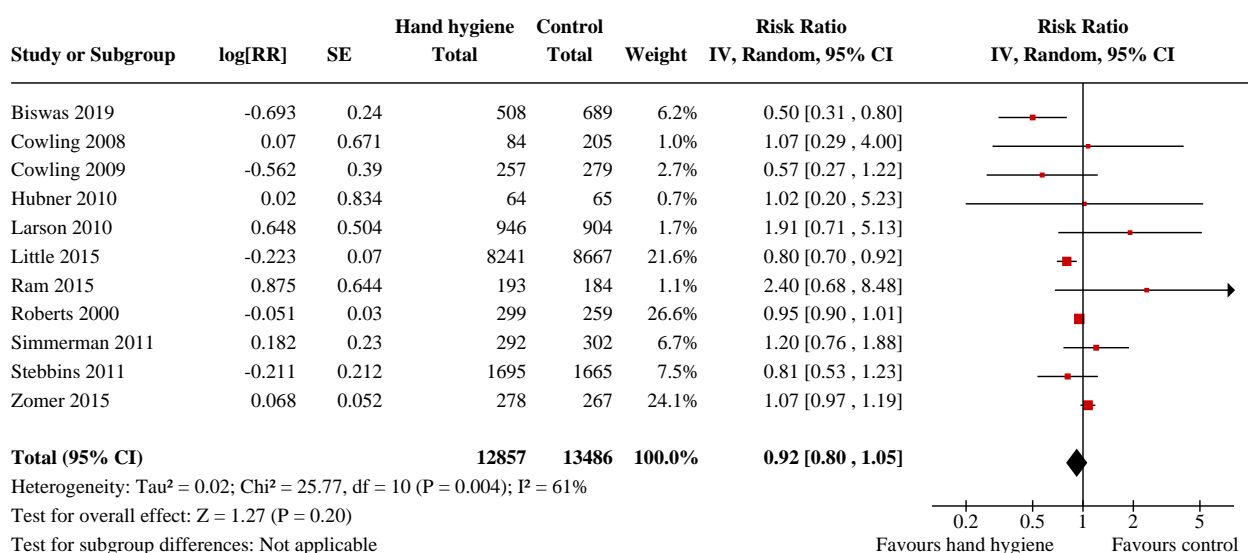 Hand hygiene Control Risk Ratio Risk Ratio
Study or Subgroup log[RR] SE Total Total Weight IV, Random, 95% CI IV, Random, 95% CI
Biswas 2019 -0.693 0.24 508 689 6.2% 0.50 [0.31 , 0.80]
Cowling 2008 0.07 0.671 84 205 1.0% 1.07 [0.29 , 4.00]
Cowling 2009 -0.562 0.39 257 279 2.7% 0.57 [0.27 , 1.22]
Hubner 2010 0.02 0.834 64 65 0.7% 1.02 [0.20 , 5.23]
Larson 2010 0.648 0.504 946 904 1.7% 1.91 [0.71 , 5.13]
Little 2015 -0.223 0.07 8241 8667 21.6% 0.80 [0.70 , 0.92]
Ram 2015 0.875 0.644 193 184 1.1% 2.40 [0.68 , 8.48]
Roberts 2000 -0.051 0.03 299 259 26.6% 0.95 [0.90 , 1.01]
Simmerman 2011 0.182 0.23 292 302 6.7% 1.20 [0.76 , 1.88]
Stebbins 2011 -0.211 0.212 1695 1665 7.5% 0.81 [0.53 , 1.23]
Zomer 2015 0.068 0.052 278 267 24.1% 1.07 [0.97 , 1.19]
Total (95% CI) 12857 13486 100.0% 0.92 [0.80 , 1.05]
Heterogeneity: Tau² = 0.02; Chi² = 25.77, df = 10 (P = 0.004); I² = 61%
Test for overall effect: Z = 1.27 (P = 0.20)
Test for subgroup differences: Not applicable
0.2 0.5 1 2 5
Favours hand hygiene Favours control